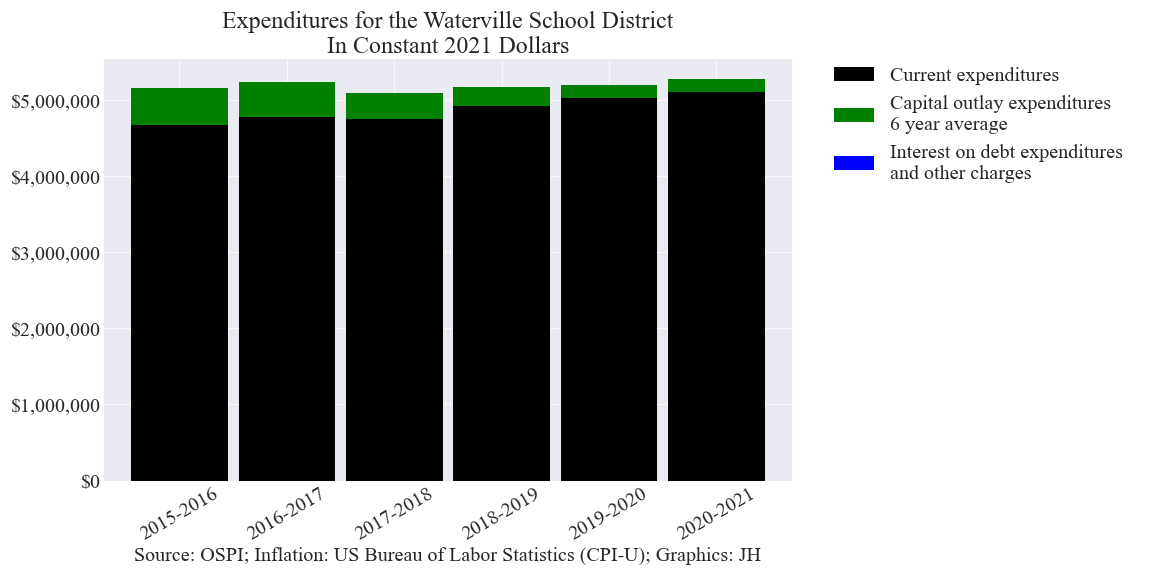 Expenditures for the Waterville School District
In Constant 2021 Dollars
Current expenditures
Capital outlay expenditures
6 year average
Interest on debt expenditures
and other charges
$5,000,000
$4,000,000
$3,000,000
$2,000,000
$1,000,000
$0
2015-2016
2016-2017
2017-2018
2018-2019
2019-2020
2020-2021
Source: OSPI; Inflation: US Bureau of Labor Statistics (CPI-U); Graphics: JH